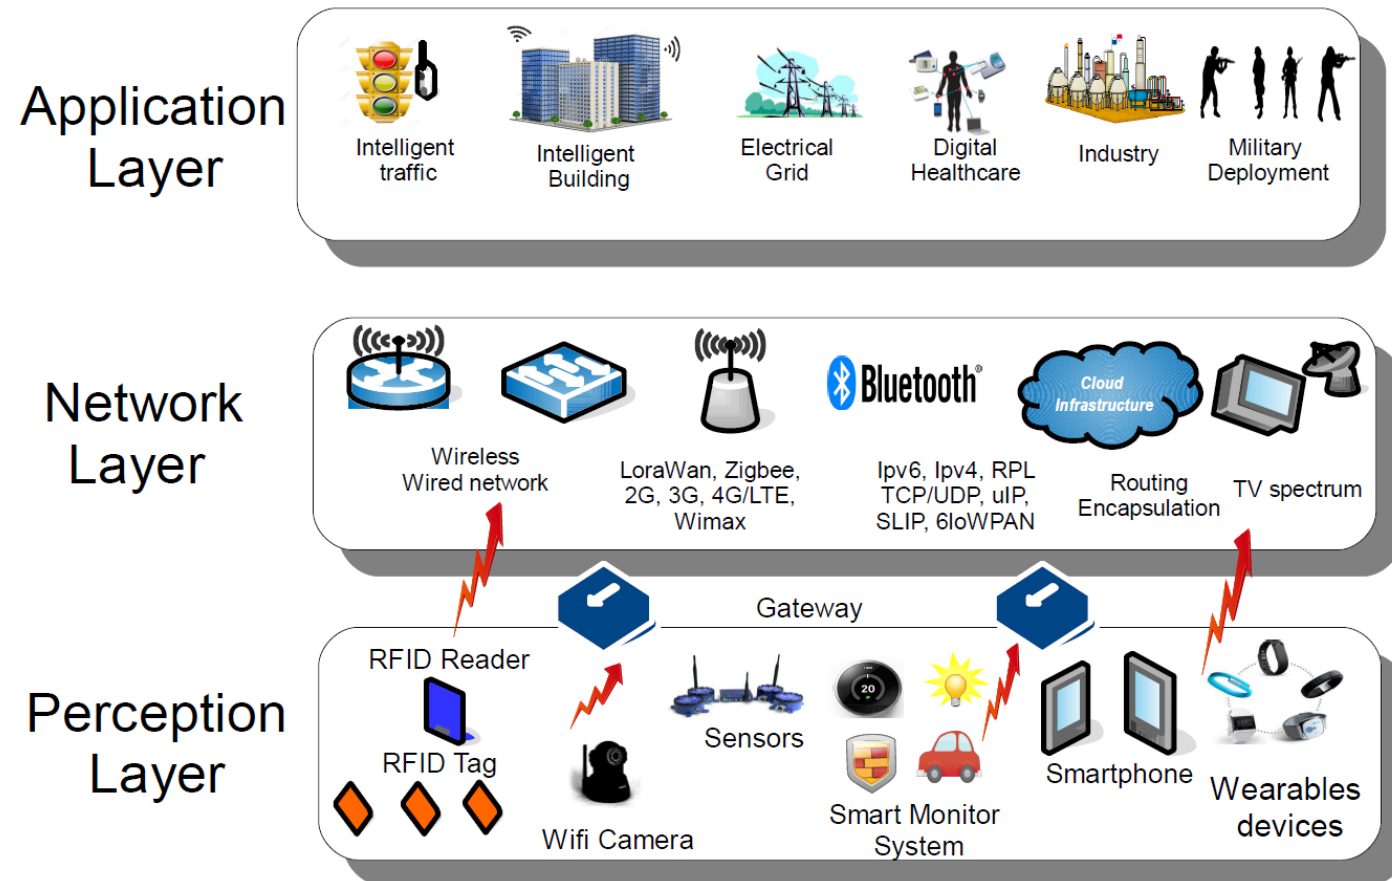 Application
Layer
Intelligent
traffic
Intelligent
Building
Electrical
Grid
Digital
Healthcare
Industry
Military
Deployment
Network
Layer
Bluetooth®
Cloud
Infrastructure
Wireless
Wired network
LoraWan, Zigbee,
2G, 3G, 4G/LTE,
Wimax
Ipv6, Ipv4, RPL
TCP/UDP, uIP,
SLIP, 6loWPAN
Routing
Encapsulation
TV spectrum
Gateway
Perception
Layer
RFID Reader
RFID Tag
Wifi Camera
Sensors
20
Smart Monitor
System
Smartphone
Wearables
devices